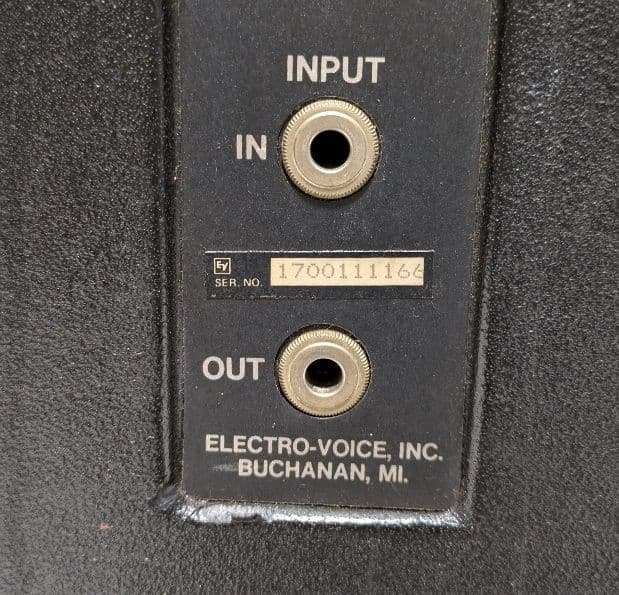 INPUT
IN
EV
SER. NO. 1700111166
OUT
ELECTRO-VOICE, INC.
BUCHANAN, MI.